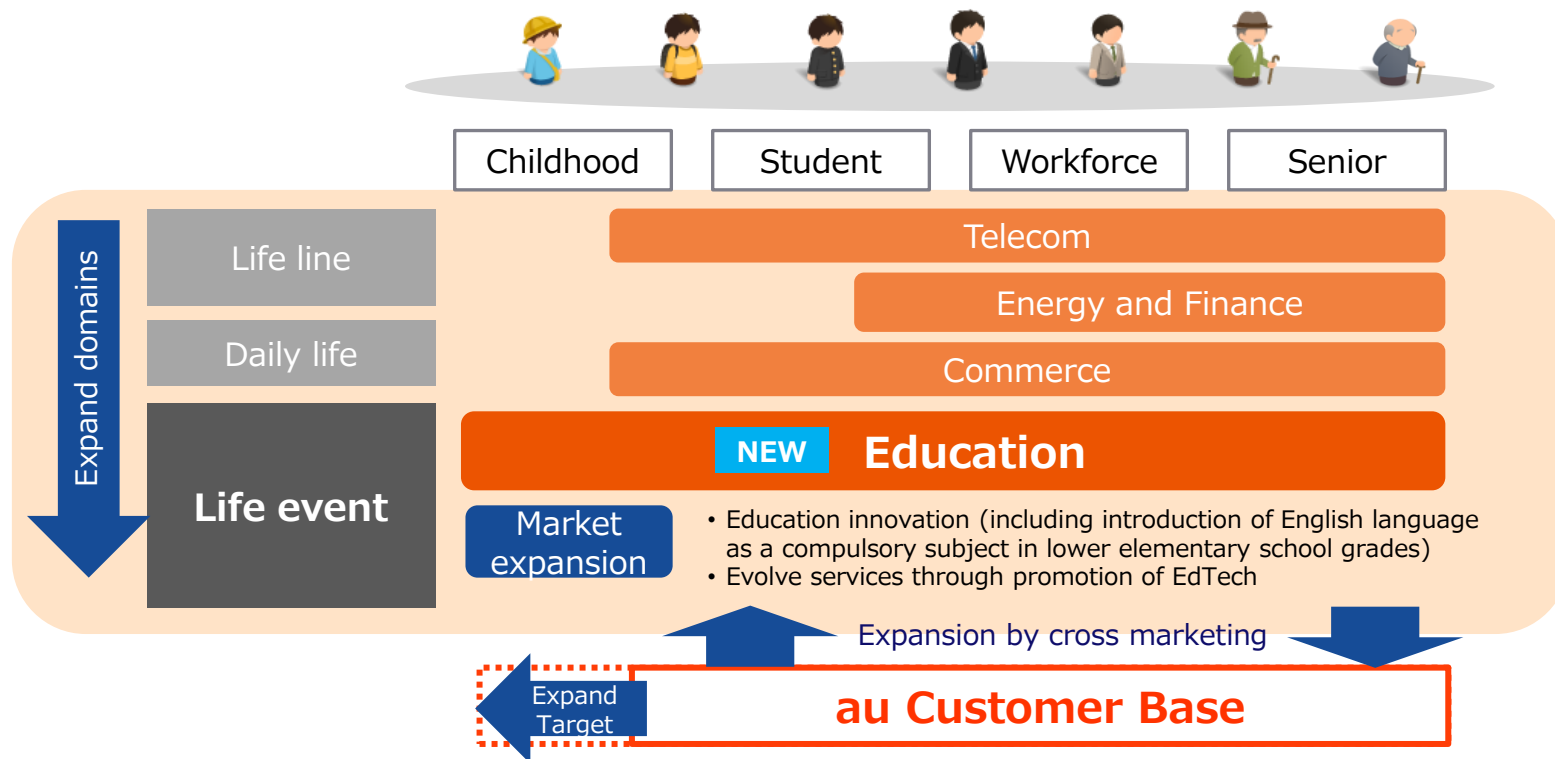 Childhood
Student
Workforce
Senior
Expand domains
Life line
Telecom
Energy and Finance
Daily life
Commerce
Life event
NEW
Education
Market
expansion
• Education innovation (including introduction of English language
as a compulsory subject in lower elementary school grades)
• Evolve services through promotion of EdTech
Expansion by cross marketing
Expand
Target
au Customer Base